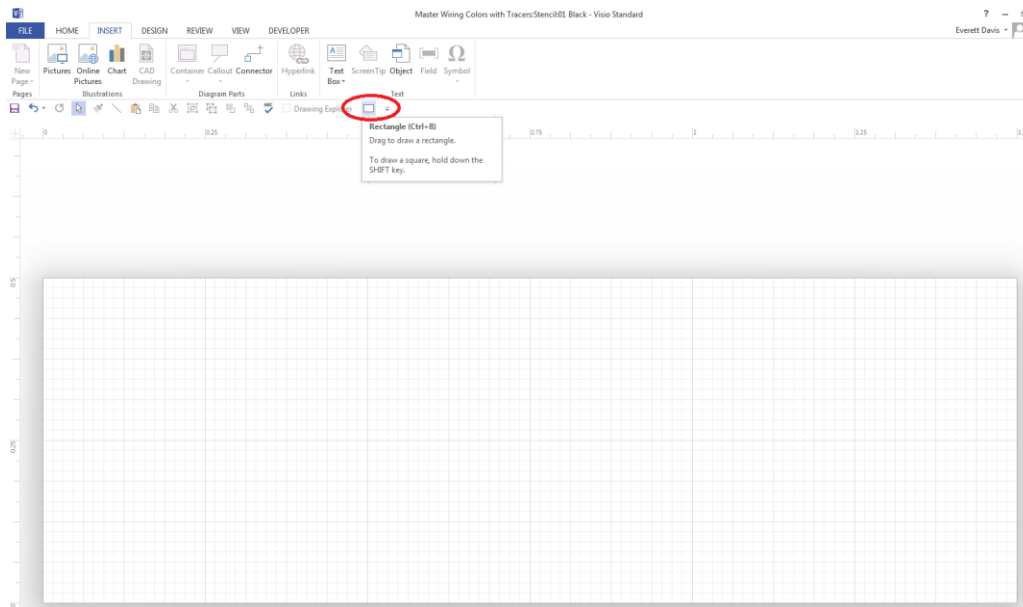 Master Wiring Colors with Tracers:Stencil:01 Black - Visio Standard
?
FILE HOME INSERT DESIGN REVIEW VIEW DEVELOPER
Everett Davis
New Page
Pictures
Online Pictures
Chart
CAD Drawing
Container
Callout
Connector
Hyperlink
Text Box
ScreenTip
Object
Field
Symbol
Pages
Illustrations
Diagram Parts
Links
Text
ABC
Drawing Explorer
Rectangle (Ctrl+8)
Drag to draw a rectangle.
To draw a square, hold down the
SHIFT key.
0 0.25 0.75 1 1.25
0.5
0.25
0